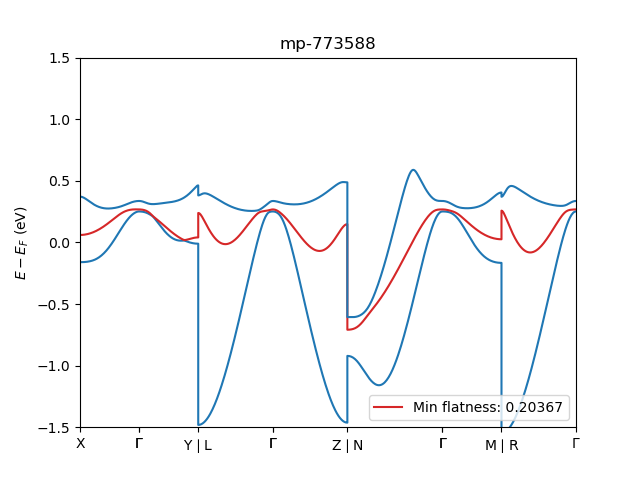 mp-773588
E − E_F (eV)
1.5
1.0
0.5
0.0
−0.5
−1.0
−1.5
Min flatness: 0.20367
X Γ Y | L Γ Z | N Γ M | R Γ